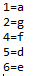 1=a
2=g
4=f
5=d
6=e